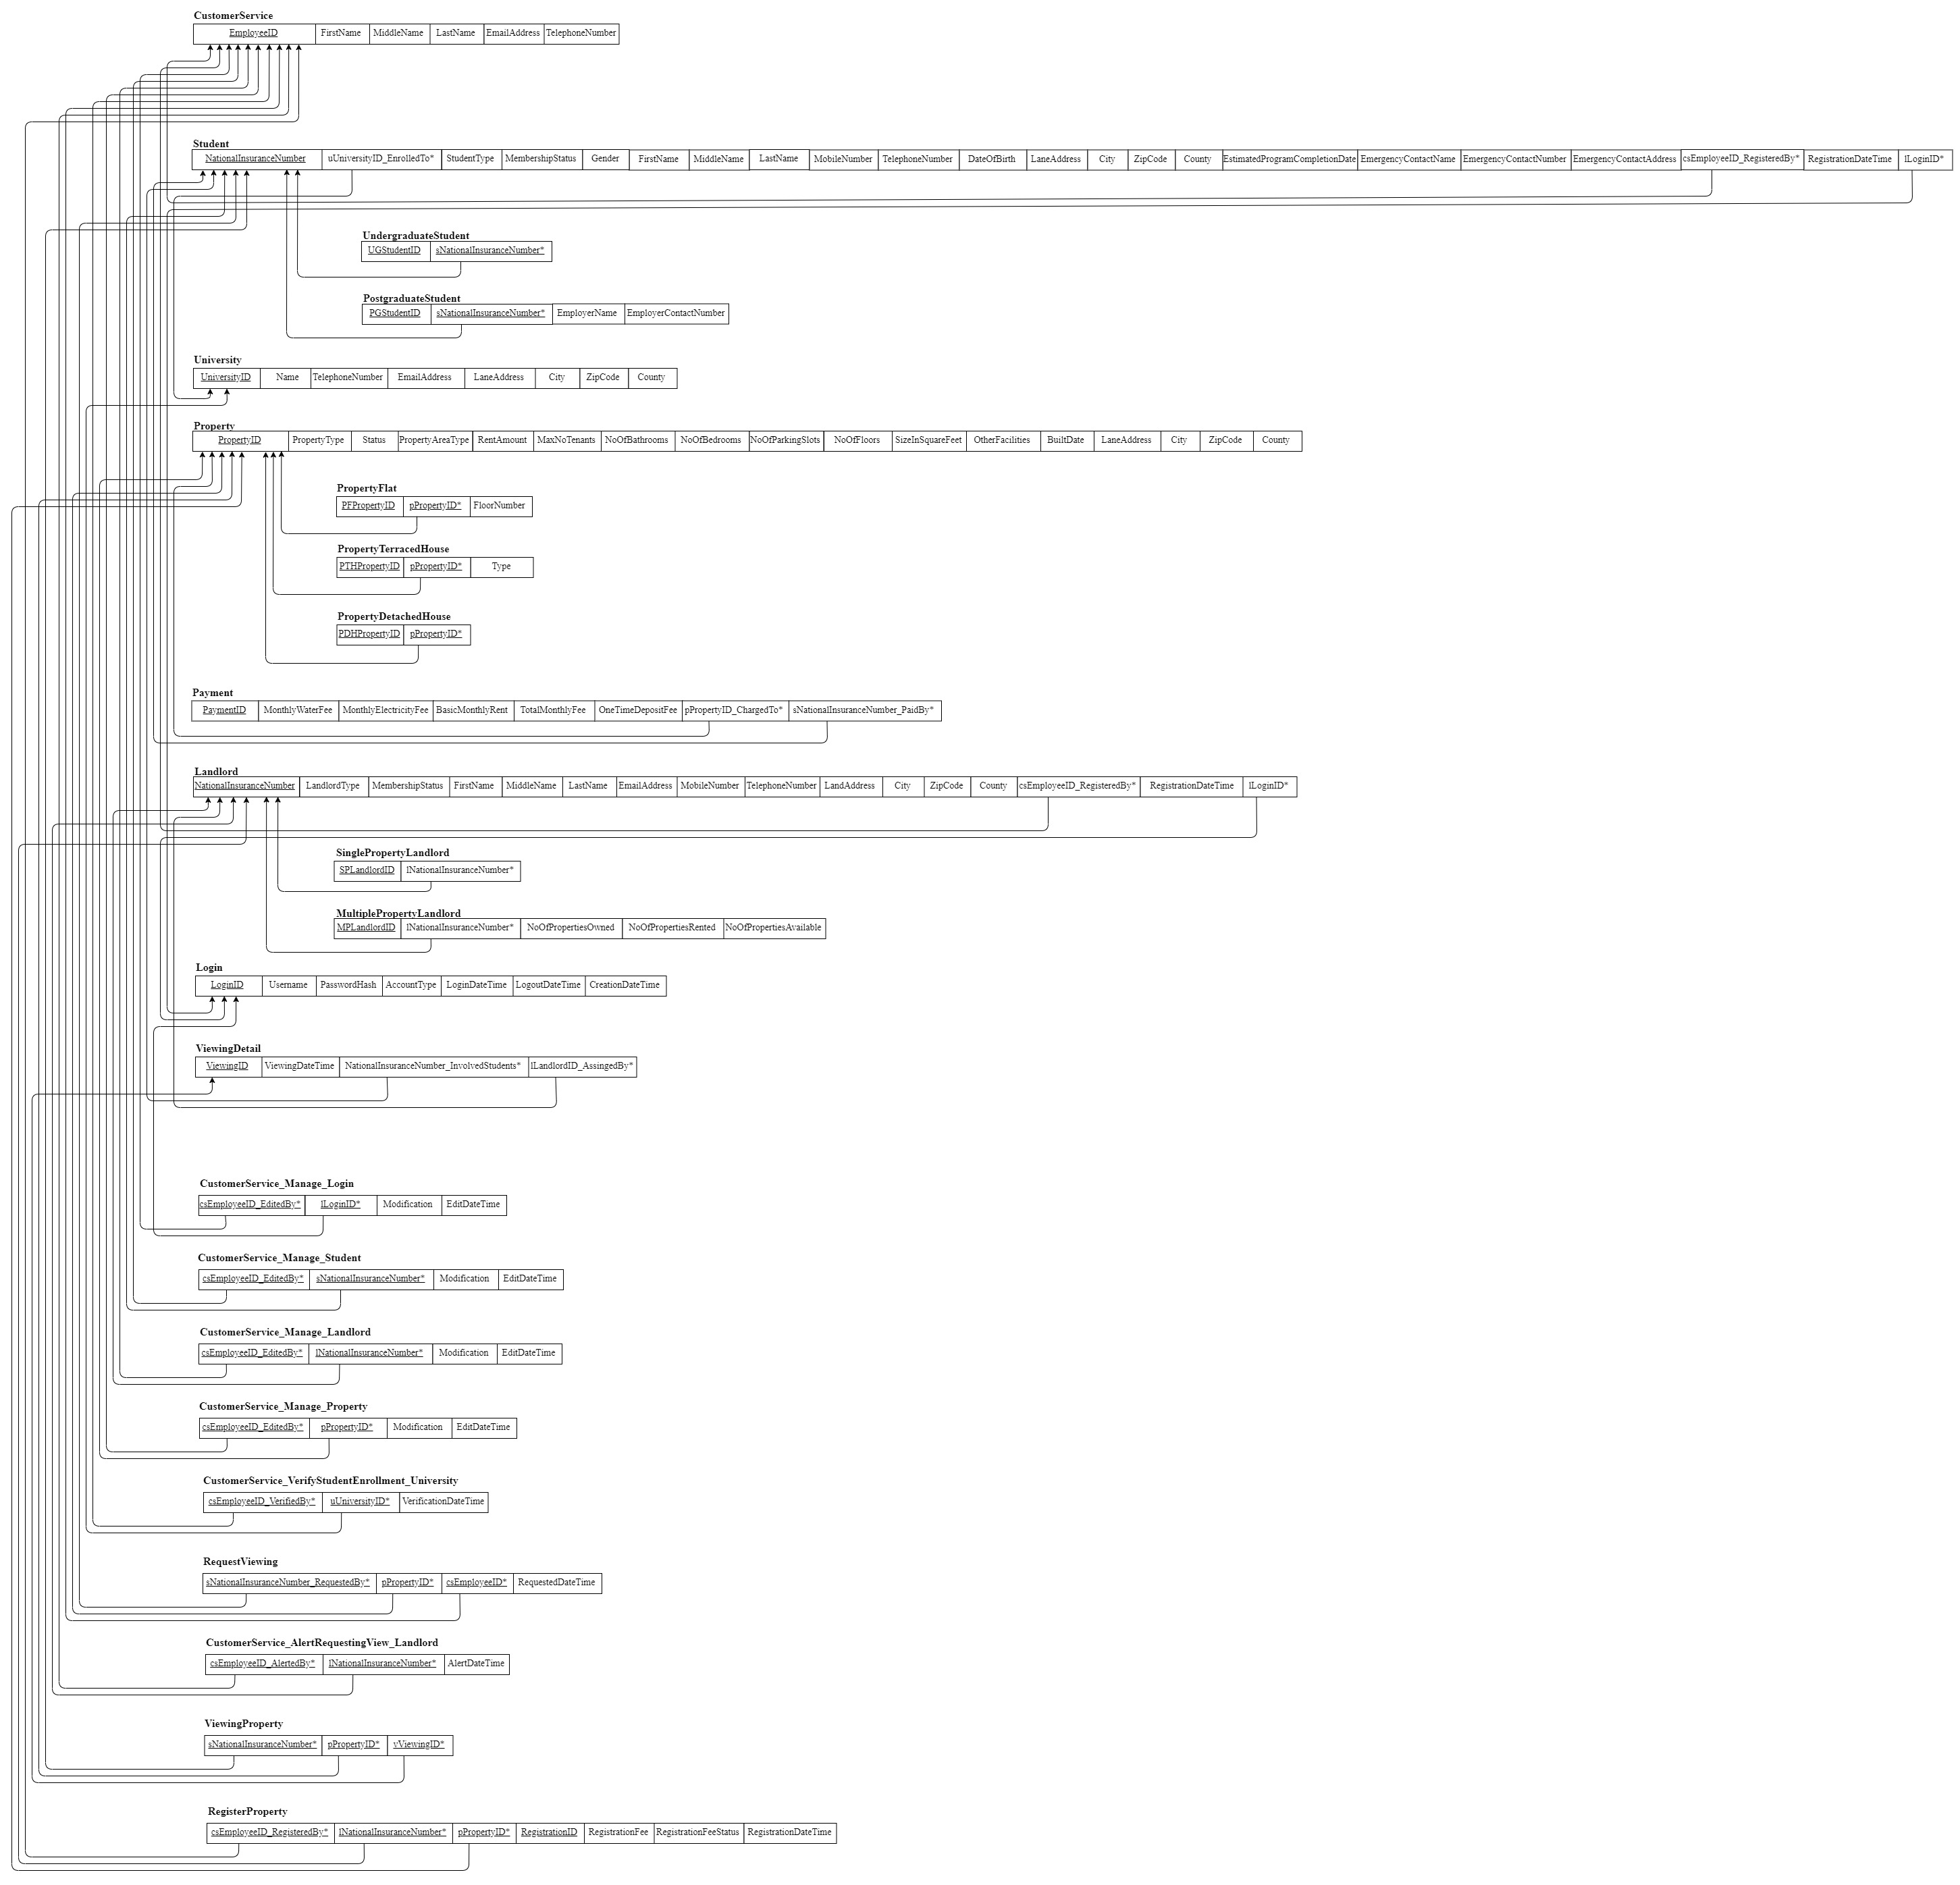 CustomerService
EmployeeID FirstName MiddleName LastName EmailAddress TelephoneNumber
Student
NationalInsuranceNumber uUniversityID_EnrolledTo* StudentType MembershipStatus Gender FirstName MiddleName LastName MobileNumber TelephoneNumber DateOfBirth LaneAddress City ZipCode County EstimatedProgramCompletionDate EmergencyContactName EmergencyContactNumber EmergencyContactAddress csEmployeeID_RegisteredBy* RegistrationDateTime lLoginID*
UndergraduateStudent
UGStudentID sNationalInsuranceNumber*
PostgraduateStudent
PGStudentID sNationalInsuranceNumber* EmployerName EmployerContactNumber
University
UniversityID Name TelephoneNumber EmailAddress LaneAddress City ZipCode County
Property
PropertyID PropertyType Status PropertyAreaType RentAmount MaxNoTenants NoOfBathrooms NoOfBedrooms NoOfParkingSlots NoOfFloors SizeInSquareFeet OtherFacilities BuiltDate LaneAddress City ZipCode County
PropertyFlat
PFPropertyID pPropertyID* FloorNumber
PropertyTerracedHouse
PTHPropertyID pPropertyID* Type
PropertyDetachedHouse
PDHPropertyID pPropertyID*
Payment
PaymentID MonthlyWaterFee MonthlyElectricityFee BasicMonthlyRent TotalMonthlyFee OneTimeDepositFee pPropertyID_ChargedTo* sNationalInsuranceNumber_PaidBy*
Landlord
NationalInsuranceNumber LandlordType MembershipStatus FirstName MiddleName LastName EmailAddress MobileNumber TelephoneNumber LandAddress City ZipCode County csEmployeeID_RegisteredBy* RegistrationDateTime lLoginID*
SinglePropertyLandlord
SPLandlordID lNationalInsuranceNumber*
MultiplePropertyLandlord
MPLandlordID lNationalInsuranceNumber* NoOfPropertiesOwned NoOfPropertiesRented NoOfPropertiesAvailable
Login
LoginID Username PasswordHash AccountType LoginDateTime LogoutDateTime CreationDateTime
ViewingDetail
ViewingID ViewingDateTime NationalInsuranceNumber_InvolvedStudents* lLandlordID_AssingedBy*
CustomerService_Manage_Login
csEmployeeID_EditedBy* lLoginID* Modification EditDateTime
CustomerService_Manage_Student
csEmployeeID_EditedBy* sNationalInsuranceNumber* Modification EditDateTime
CustomerService_Manage_Landlord
csEmployeeID_EditedBy* lNationalInsuranceNumber* Modification EditDateTime
CustomerService_Manage_Property
csEmployeeID_EditedBy* pPropertyID* Modification EditDateTime
CustomerService_VerifyStudentEnrollment_University
csEmployeeID_VerifiedBy* uUniversityID* VerificationDateTime
RequestViewing
sNationalInsuranceNumber_RequestedBy* pPropertyID* csEmployeeID* RequestedDateTime
CustomerService_AlertRequestingView_Landlord
csEmployeeID_AlertedBy* lNationalInsuranceNumber* AlertDateTime
ViewingProperty
sNationalInsuranceNumber* pPropertyID* vViewingID*
RegisterProperty
csEmployeeID_RegisteredBy* lNationalInsuranceNumber* pPropertyID* RegistrationID RegistrationFee RegistrationFeeStatus RegistrationDateTime